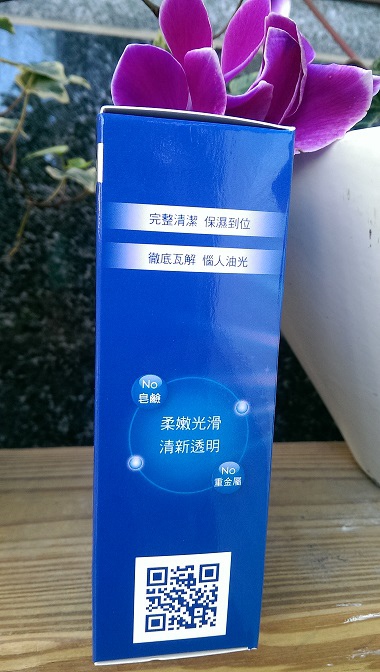 完整清潔 保濕到位
徹底瓦解 惱人油光
No
皂鹼
柔嫩光滑
清新透明
No
重金屬